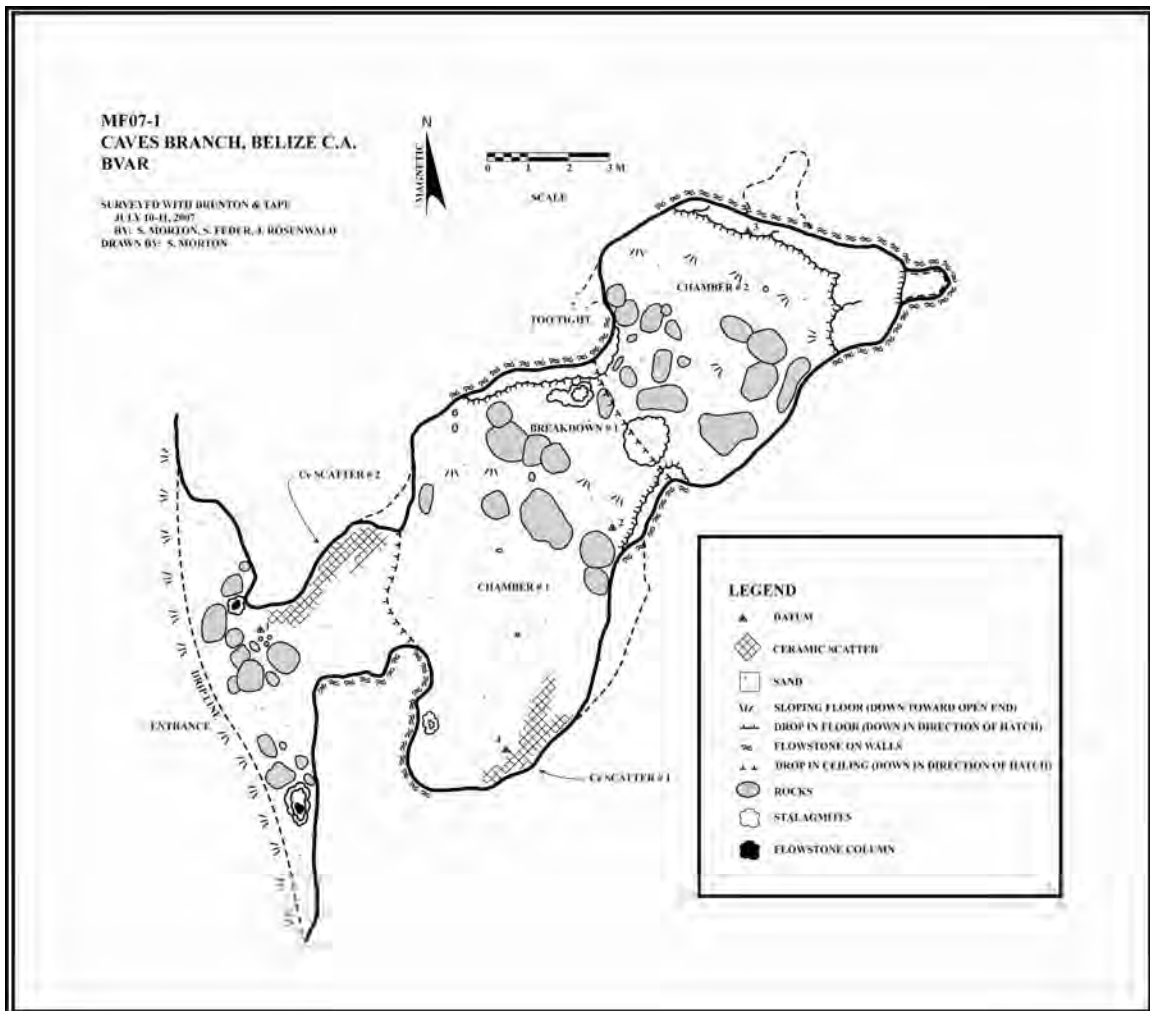 MF07-1
CAVES BRANCH, BELIZE C.A.
BVAR
SURVEYED WITH BRUNTON & TAPE
JULY 10-11, 2007
BY: S. MORTON, S. FEDER, J. ROSENWALD
DRAWN BY: S. MORTON
N
MAGNETIC
0 1 2 3 M
SCALE
3
CHAMBER # 2
TOO TIGHT
BREAKDOWN # 1
Ce SCATTER # 2
2
CHAMBER # 1
DRIPLINE
ENTRANCE
Ce SCATTER # 1
LEGEND
DATUM
CERAMIC SCATTER
SAND
SLOPING FLOOR (DOWN TOWARD OPEN END)
DROP IN FLOOR (DOWN IN DIRECTION OF HATCH)
FLOWSTONE ON WALLS
DROP IN CEILING (DOWN IN DIRECTION OF HATCH)
ROCKS
STALAGMITES
FLOWSTONE COLUMN